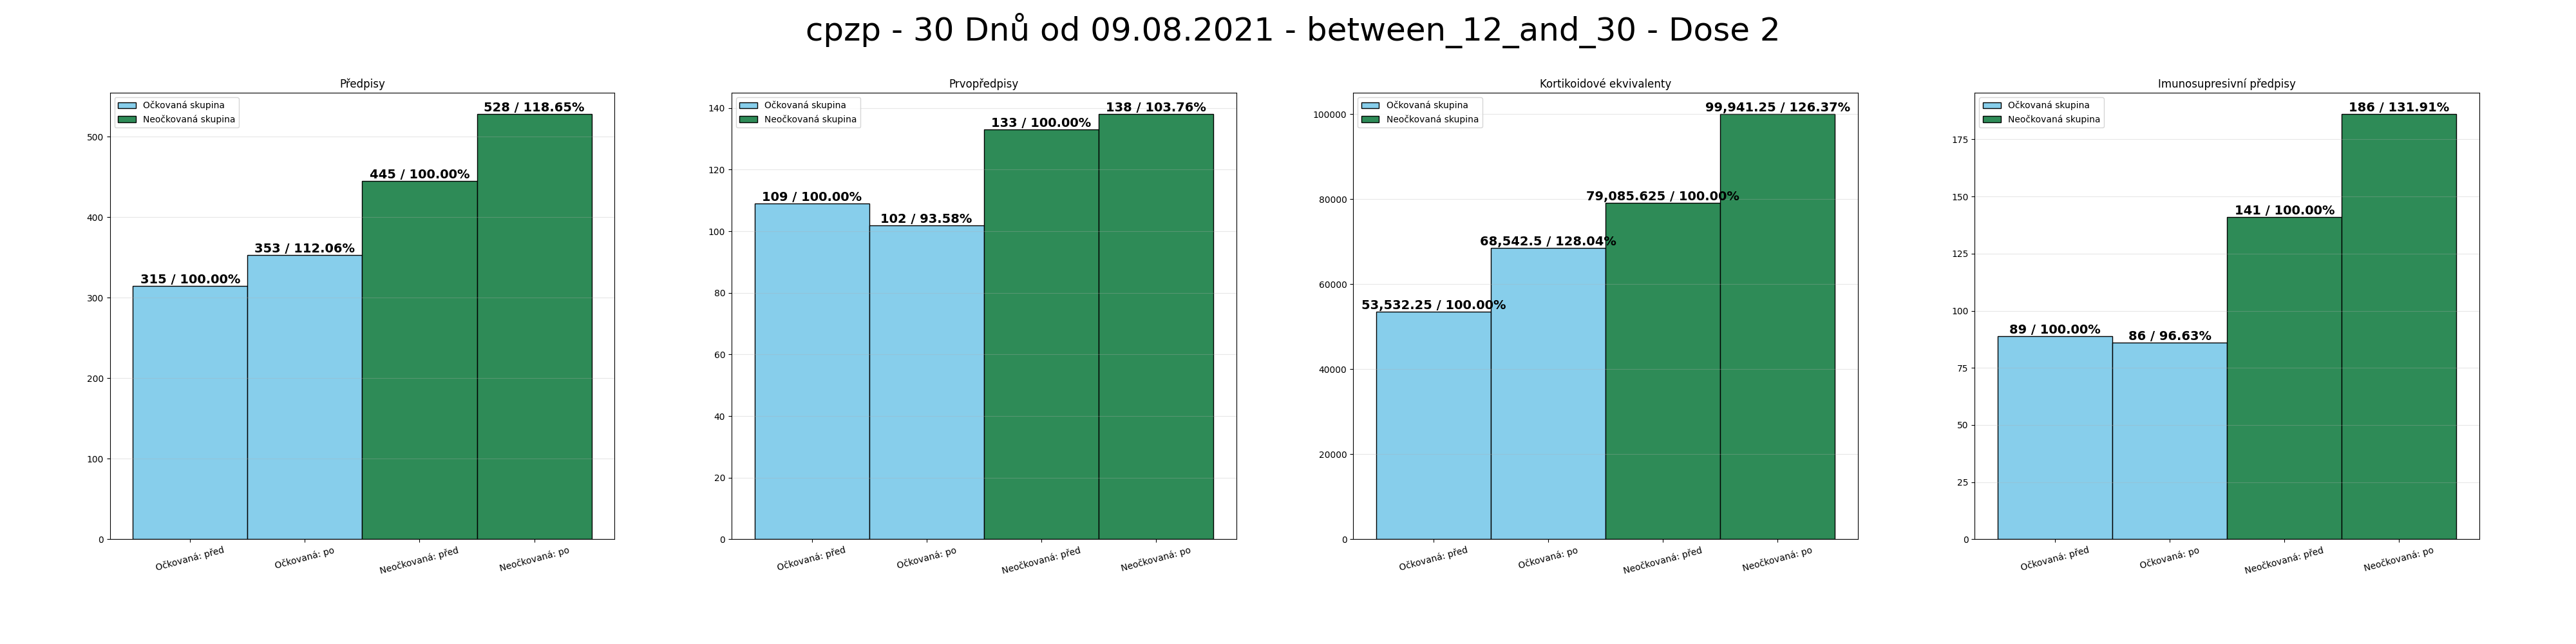 cpzp - 30 Dnů od 09.08.2021 - between_12_and_30 - Dose 2
Předpisy
Očkovaná skupina
Neočkovaná skupina
528 / 118.65%
445 / 100.00%
353 / 112.06%
315 / 100.00%
500
400
300
200
100
0
Očkovaná: před
Očkovaná: po
Neočkovaná: před
Neočkovaná: po
Prvopředpisy
Očkovaná skupina
Neočkovaná skupina
138 / 103.76%
133 / 100.00%
109 / 100.00%
102 / 93.58%
140
120
100
80
60
40
20
0
Očkovaná: před
Očkovaná: po
Neočkovaná: před
Neočkovaná: po
Kortikoidové ekvivalenty
Očkovaná skupina
Neočkovaná skupina
99,941.25 / 126.37%
79,085.625 / 100.00%
68,542.5 / 128.04%
53,532.25 / 100.00%
100000
80000
60000
40000
20000
0
Očkovaná: před
Očkovaná: po
Neočkovaná: před
Neočkovaná: po
Imunosupresivní předpisy
Očkovaná skupina
Neočkovaná skupina
186 / 131.91%
141 / 100.00%
89 / 100.00%
86 / 96.63%
175
150
125
100
75
50
25
0
Očkovaná: před
Očkovaná: po
Neočkovaná: před
Neočkovaná: po